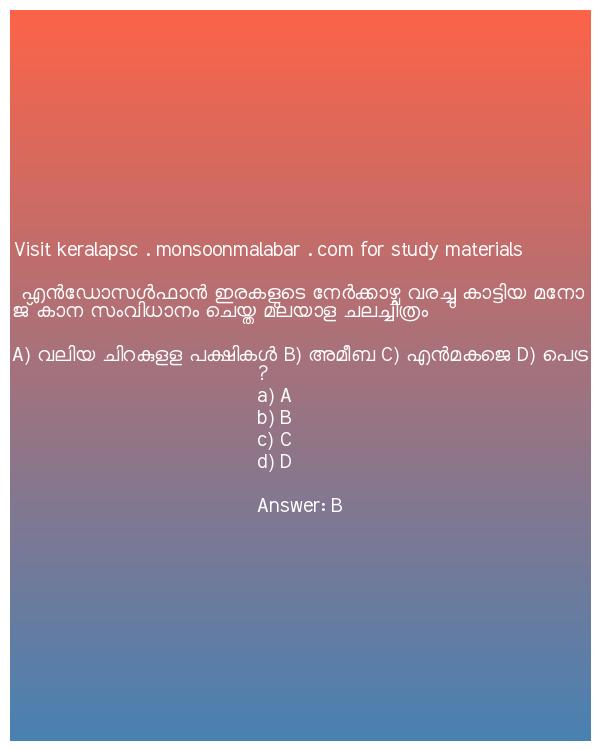 Visit keralapsc . monsoonmalabar . com for study materials
എൻഡോസൾഫാൻ ഇരകളുടെ നേർക്കാഴ്ച വരച്ചു കാട്ടിയ മനോ
ജ് കാന സംവിധാനം ചെയ്ത മലയാള ചലച്ചിത്രം
A) വലിയ ചിറകുളള പക്ഷികൾ B) അമീബ C) എൻമകജെ D) പെട്ര
?
a) A
b) B
c) C
d) D
Answer: B